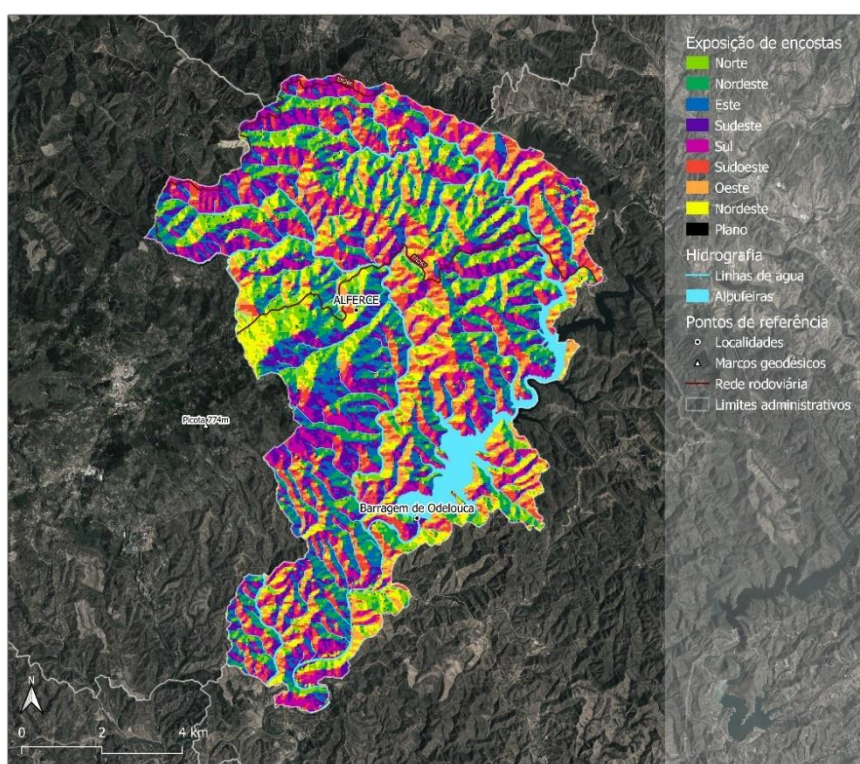 Exposição de encostas
Norte
Nordeste
Este
Sudeste
Sul
Sudoeste
Oeste
Nordeste
Plano
Hidrografia
Linhas de água
Albufeiras
Pontos de referência
Localidades
Marcos geodésicos
Rede rodoviária
Limites administrativos
ALFERCE
Picota 774m
Barragem de Odelouca
N
0 2 4 km